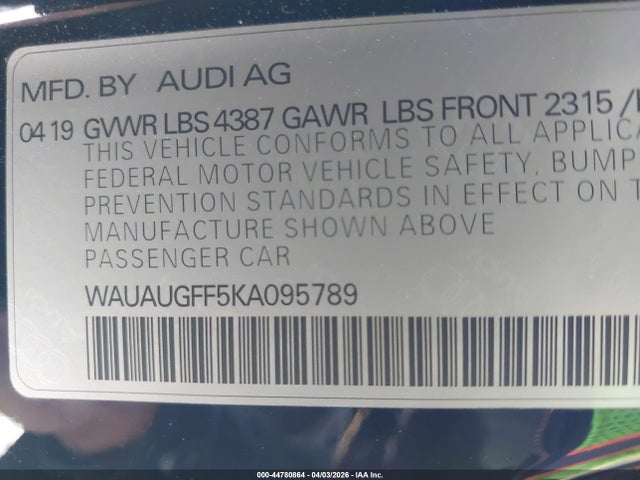 MFD. BY AUDI AG
04 19 GVWR LBS 4387 GAWR LBS FRONT 2315 /
THIS VEHICLE CONFORMS TO ALL APPLICA
FEDERAL MOTOR VEHICLE SAFETY, BUMP
PREVENTION STANDARDS IN EFFECT ON T
MANUFACTURE SHOWN ABOVE
PASSENGER CAR
WAUAUGFF5KA095789
000-44780864 | 04/03/2026 - IAA Inc.